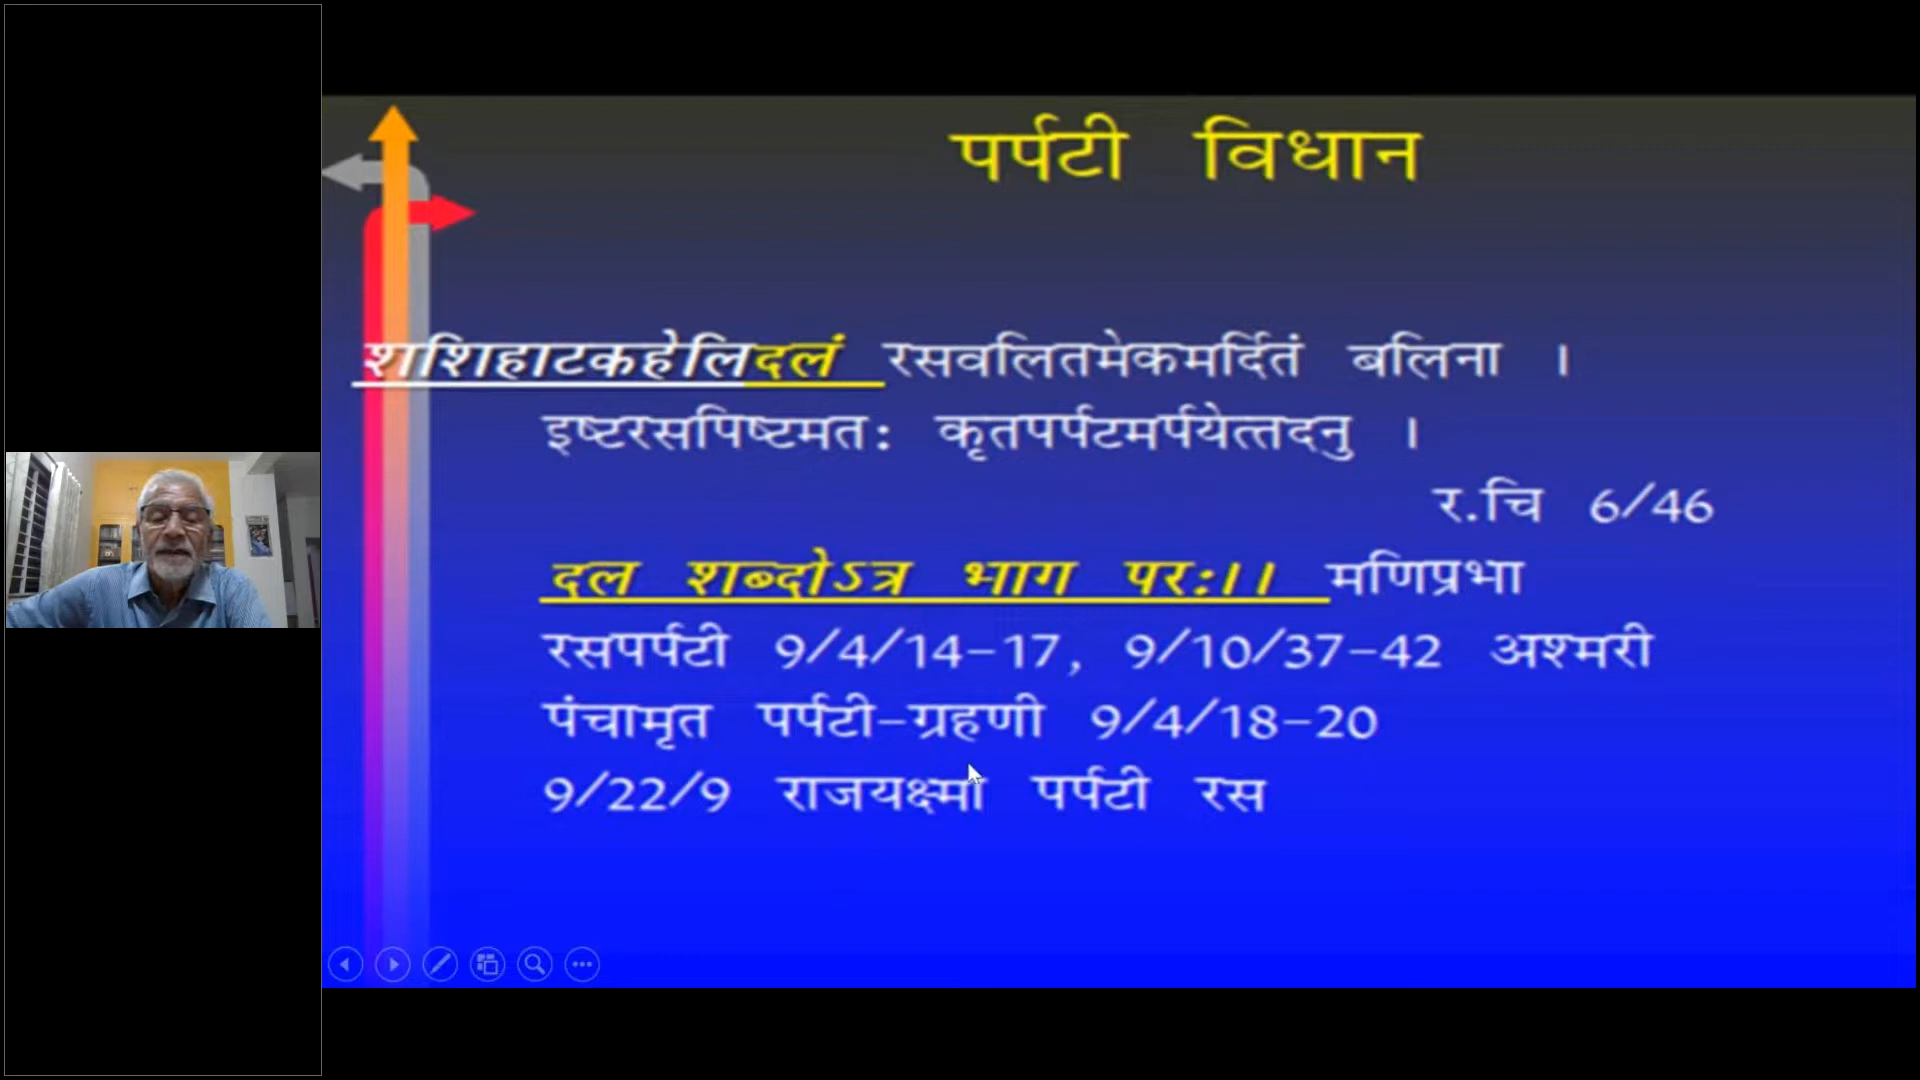 पर्पटी विधान
शशिहाटकहेलिदलं रसवलितमेकमर्दितं बलिना ।
इष्टरसपिष्टमतः कृतपर्पटमर्पयेत्तदनु ।
र.चि 6/46
दल शब्दोऽत्र भाग परः।। मणिप्रभा
रसपर्पटी 9/4/14-17, 9/10/37-42 अश्मरी
पंचामृत पर्पटी-ग्रहणी 9/4/18-20
9/22/9 राजयक्ष्मा पर्पटी रस